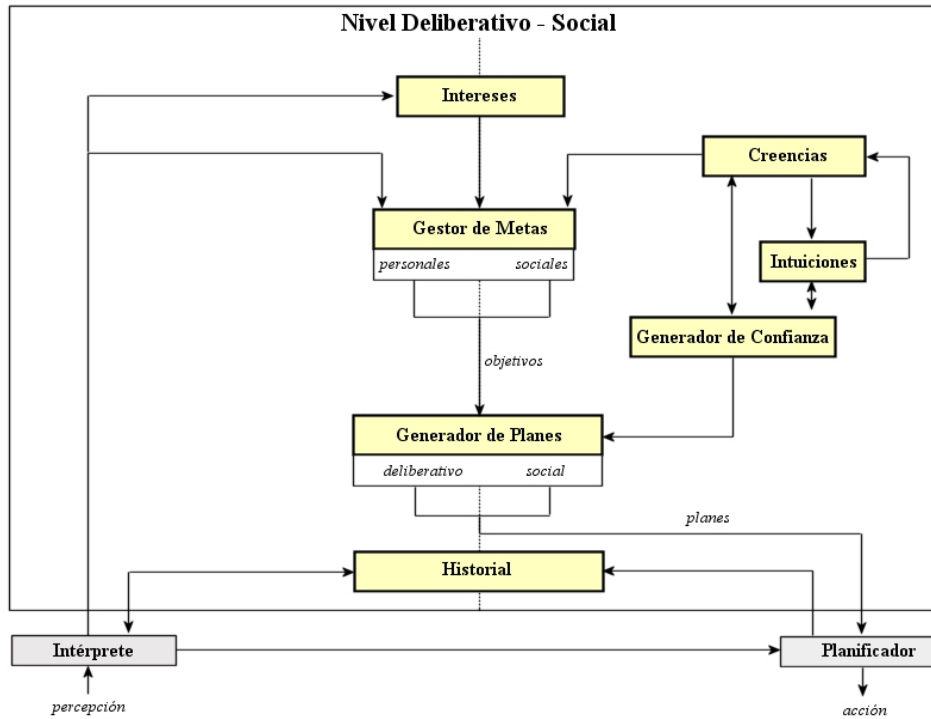 Nivel Deliberativo - Social
Intereses
Creencias
Gestor de Metas
personales sociales
Intuiciones
Generador de Confianza
objetivos
Generador de Planes
deliberativo social
planes
Historial
Intérprete
Planificador
percepción
acción